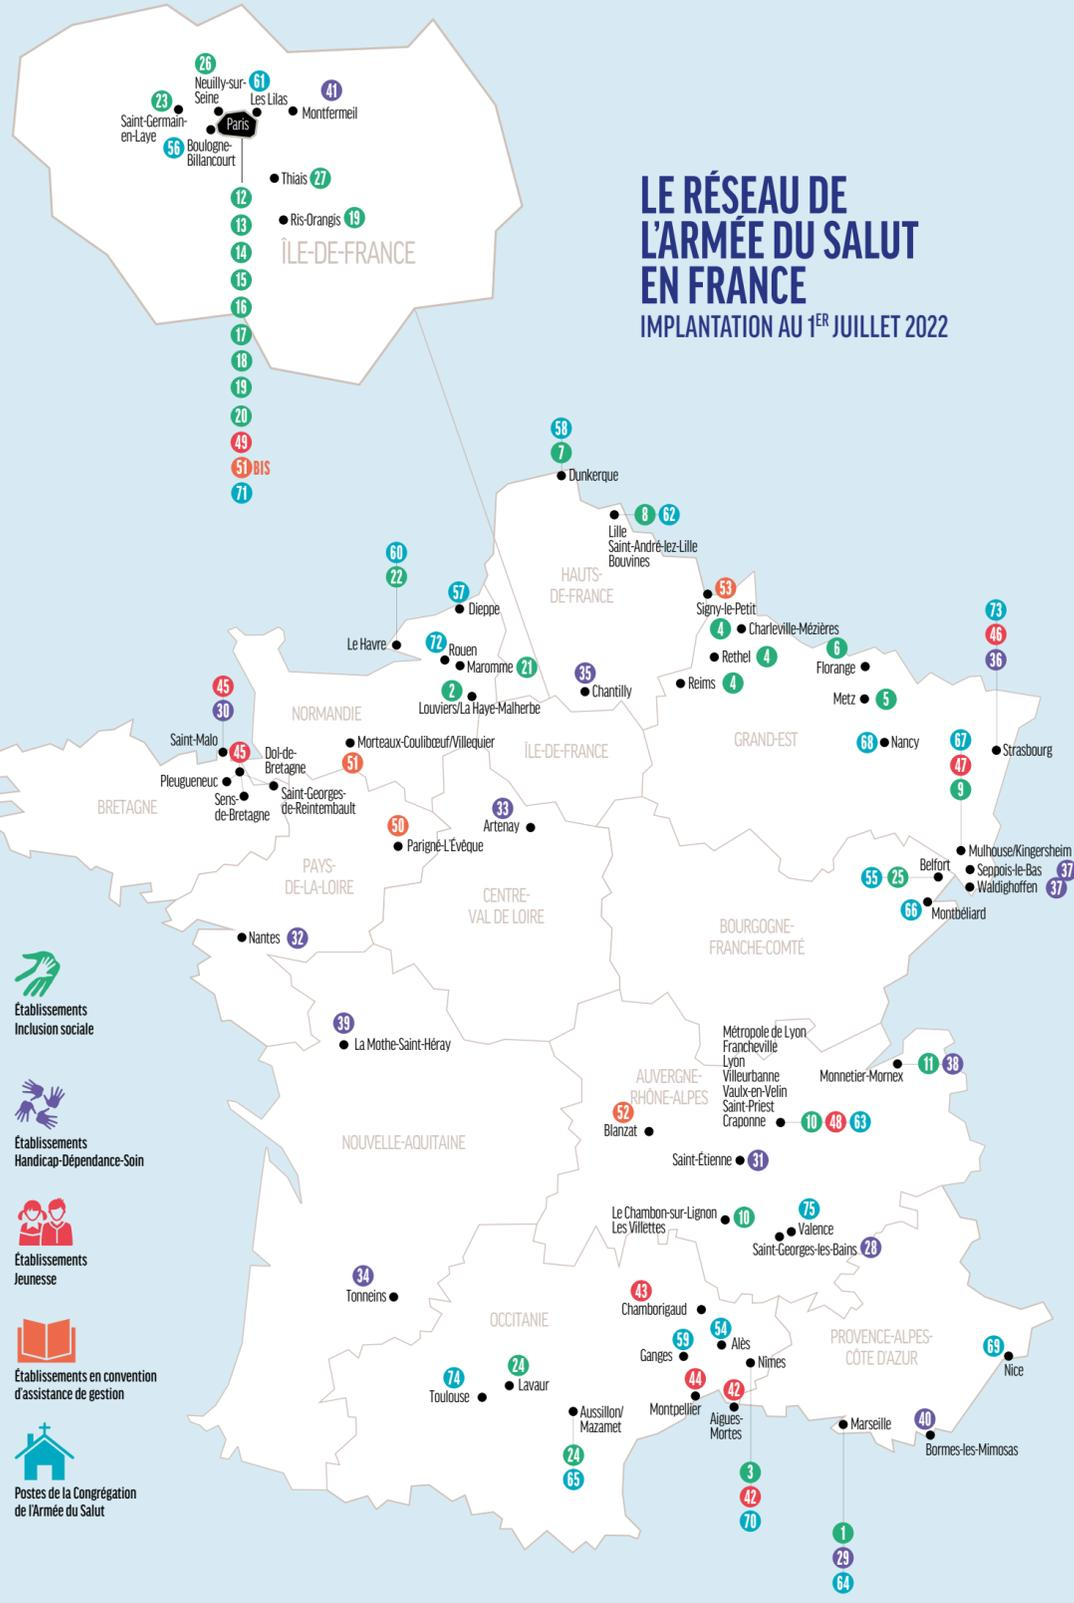 LE RÉSEAU DE
L'ARMÉE DU SALUT
EN FRANCE
IMPLANTATION AU 1ER JUILLET 2022
26
Neuilly-sur-
Seine
61
Les Lilas
41
Montfermeil
23
Saint-Germain-
en-Laye
Paris
56
Boulogne-
Billancourt
Thiais 27
Ris-Orangis 19
ÎLE-DE-FRANCE
12
13
14
15
16
17
18
19
20
49
51 BIS
71
58
7
Dunkerque
8 62
Lille
Saint-André-lez-Lille
Bouvines
HAUTS-
DE-FRANCE
53
Signy-le-Petit
4 Charleville-Mézières
Rethel 4
Reims 4
6
Florange
Metz 5
68 Nancy
73
46
36
Strasbourg
GRAND-EST
67
47
9
Mulhouse/Kingersheim
Seppois-le-Bas 37
Waldighoffen 37
60
22
Le Havre
57
Dieppe
72
Rouen
Maromme 21
2
Louviers/La Haye-Malherbe
35
Chantilly
NORMANDIE
Morteaux-Coulibœuf/Villequier
51
ÎLE-DE-FRANCE
45
30
Saint-Malo
45
Dol-de-
Bretagne
Pleugueneuc
Sens-
de-Bretagne
Saint-Georges-
de-Reintembault
BRETAGNE
33
Artenay
50
Parigné-L'Évêque
PAYS-
DE-LA-LOIRE
CENTRE-
VAL DE LOIRE
Belfort
55 25
66
Montbéliard
BOURGOGNE-
FRANCHE-COMTÉ
Nantes 32
39
La Mothe-Saint-Héray
Métropole de Lyon
Francheville
Lyon
Villeurbanne
Vaulx-en-Velin
Saint-Priest
Craponne
10 48 63
Monnetier-Mornex
11 38
AUVERGNE-
RHÔNE-ALPES
52
Blanzat
NOUVELLE-AQUITAINE
Saint-Étienne 31
Le Chambon-sur-Lignon
Les Villettes
10
75
Valence
Saint-Georges-les-Bains 28
34
Tonneins
OCCITANIE
43
Chamborigaud
54
Alès
59
Ganges
Nîmes
44
Montpellier
42
Aigues-
Mortes
3
42
70
PROVENCE-ALPES-
CÔTE D'AZUR
69
Nice
74
Toulouse
24
Lavaur
Aussillon/
Mazamet
24
65
Marseille
40
Bormes-les-Mimosas
1
29
64
Établissements
Inclusion sociale
Établissements
Handicap-Dépendance-Soin
Établissements
Jeunesse
Établissements en convention
d'assistance de gestion
Postes de la Congrégation
de l'Armée du Salut